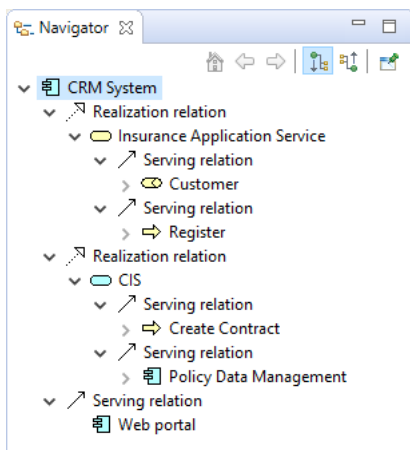 Navigator
CRM System
Realization relation
Insurance Application Service
Serving relation
Customer
Serving relation
Register
Realization relation
CIS
Serving relation
Create Contract
Serving relation
Policy Data Management
Serving relation
Web portal